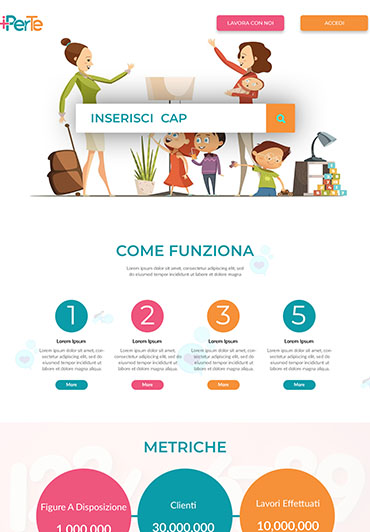 +PerTe
LAVORA CON NOI
ACCEDI
INSERISCI CAP
COME FUNZIONA
Lorem ipsum dolor sit amet, consectetur adipiscing elit, sed
do eiusmod tempor incididunt ut labore et dolore magna.
1
2
3
5
Lorem Ipsum
Lorem Ipsum
Lorem Ipsum
Lorem Ipsum
Lorem ipsum dolor sit amet,
consectetur adipiscing elit, sed do
eiusmod tempor incididunt ut
labore et dolore magna aliqua.
Lorem ipsum dolor sit amet, con-
sectetur adipiscing elit, sed do
eiusmod tempor incididunt ut
labore et dolore magna aliqua.
Lorem ipsum dolor sit amet, con-
sectetur adipiscing elit, sed do
eiusmod tempor incididunt ut
labore et dolore magna aliqua.
Lorem ipsum dolor sit amet, con-
sectetur adipiscing elit, sed do
eiusmod tempor incididunt ut
labore et dolore magna aliqua.
More
More
More
More
METRICHE
Figure A Disposizione
1,000,000
Clienti
30,000,000
Lavori Effettuati
10,000,000